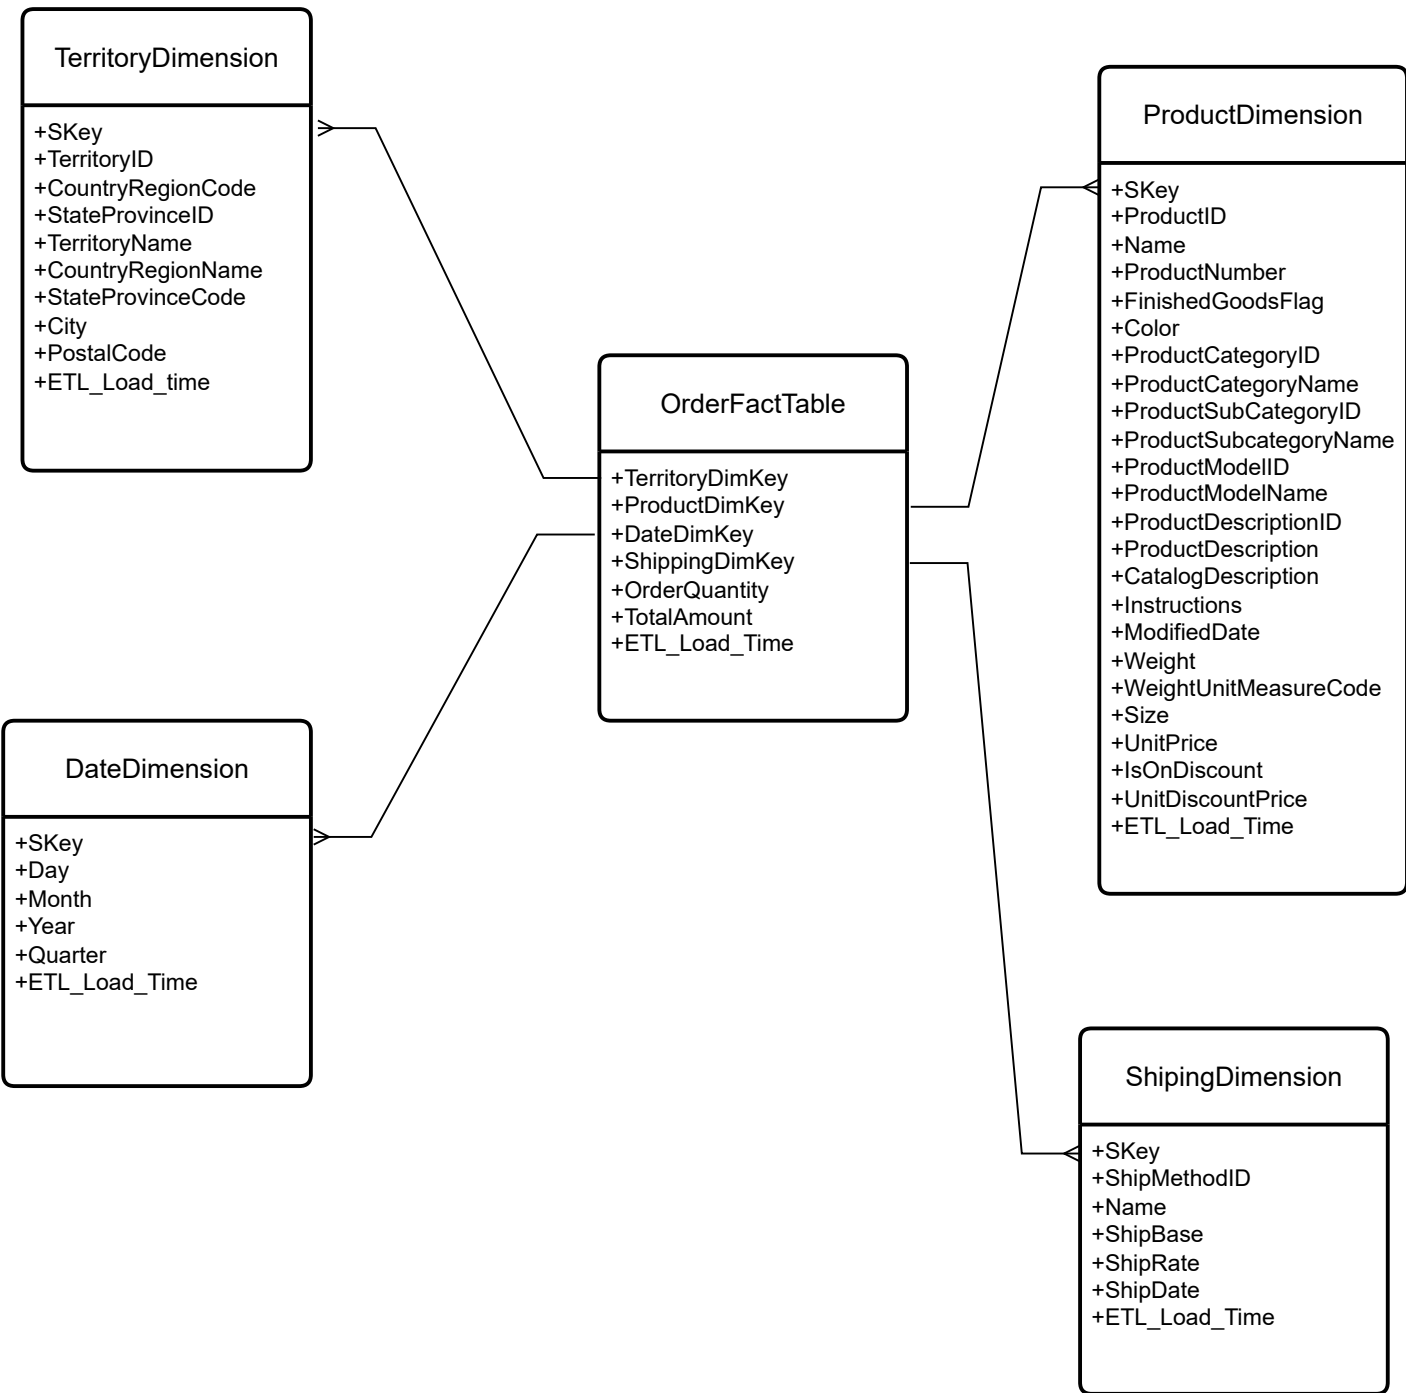 TerritoryDimension
+SKey
+TerritoryID
+CountryRegionCode
+StateProvinceID
+TerritoryName
+CountryRegionName
+StateProvinceCode
+City
+PostalCode
+ETL_Load_time
ProductDimension
+SKey
+ProductID
+Name
+ProductNumber
+FinishedGoodsFlag
+Color
+ProductCategoryID
+ProductCategoryName
+ProductSubCategoryID
+ProductSubcategoryName
+ProductModelID
+ProductModelName
+ProductDescriptionID
+ProductDescription
+CatalogDescription
+Instructions
+ModifiedDate
+Weight
+WeightUnitMeasureCode
+Size
+UnitPrice
+IsOnDiscount
+UnitDiscountPrice
+ETL_Load_Time
OrderFactTable
+TerritoryDimKey
+ProductDimKey
+DateDimKey
+ShippingDimKey
+OrderQuantity
+TotalAmount
+ETL_Load_Time
DateDimension
+SKey
+Day
+Month
+Year
+Quarter
+ETL_Load_Time
ShipingDimension
+SKey
+ShipMethodID
+Name
+ShipBase
+ShipRate
+ShipDate
+ETL_Load_Time